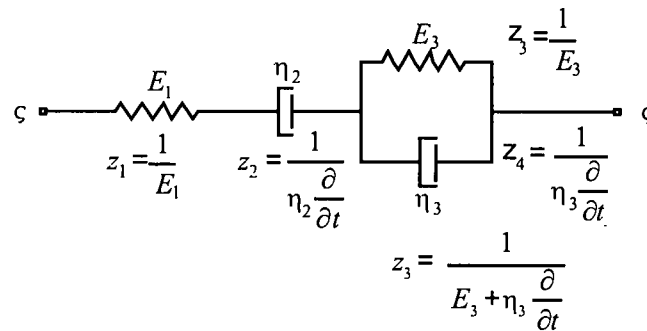 E₃
z₃ = 1/E₃
ς
E₁
η₂
ς
z₁ = 1/E₁
z₂ = 1/(η₂ ∂/∂t)
η₃
z₄ = 1/(η₃ ∂/∂t)
z₃ = 1/(E₃ + η₃ ∂/∂t)